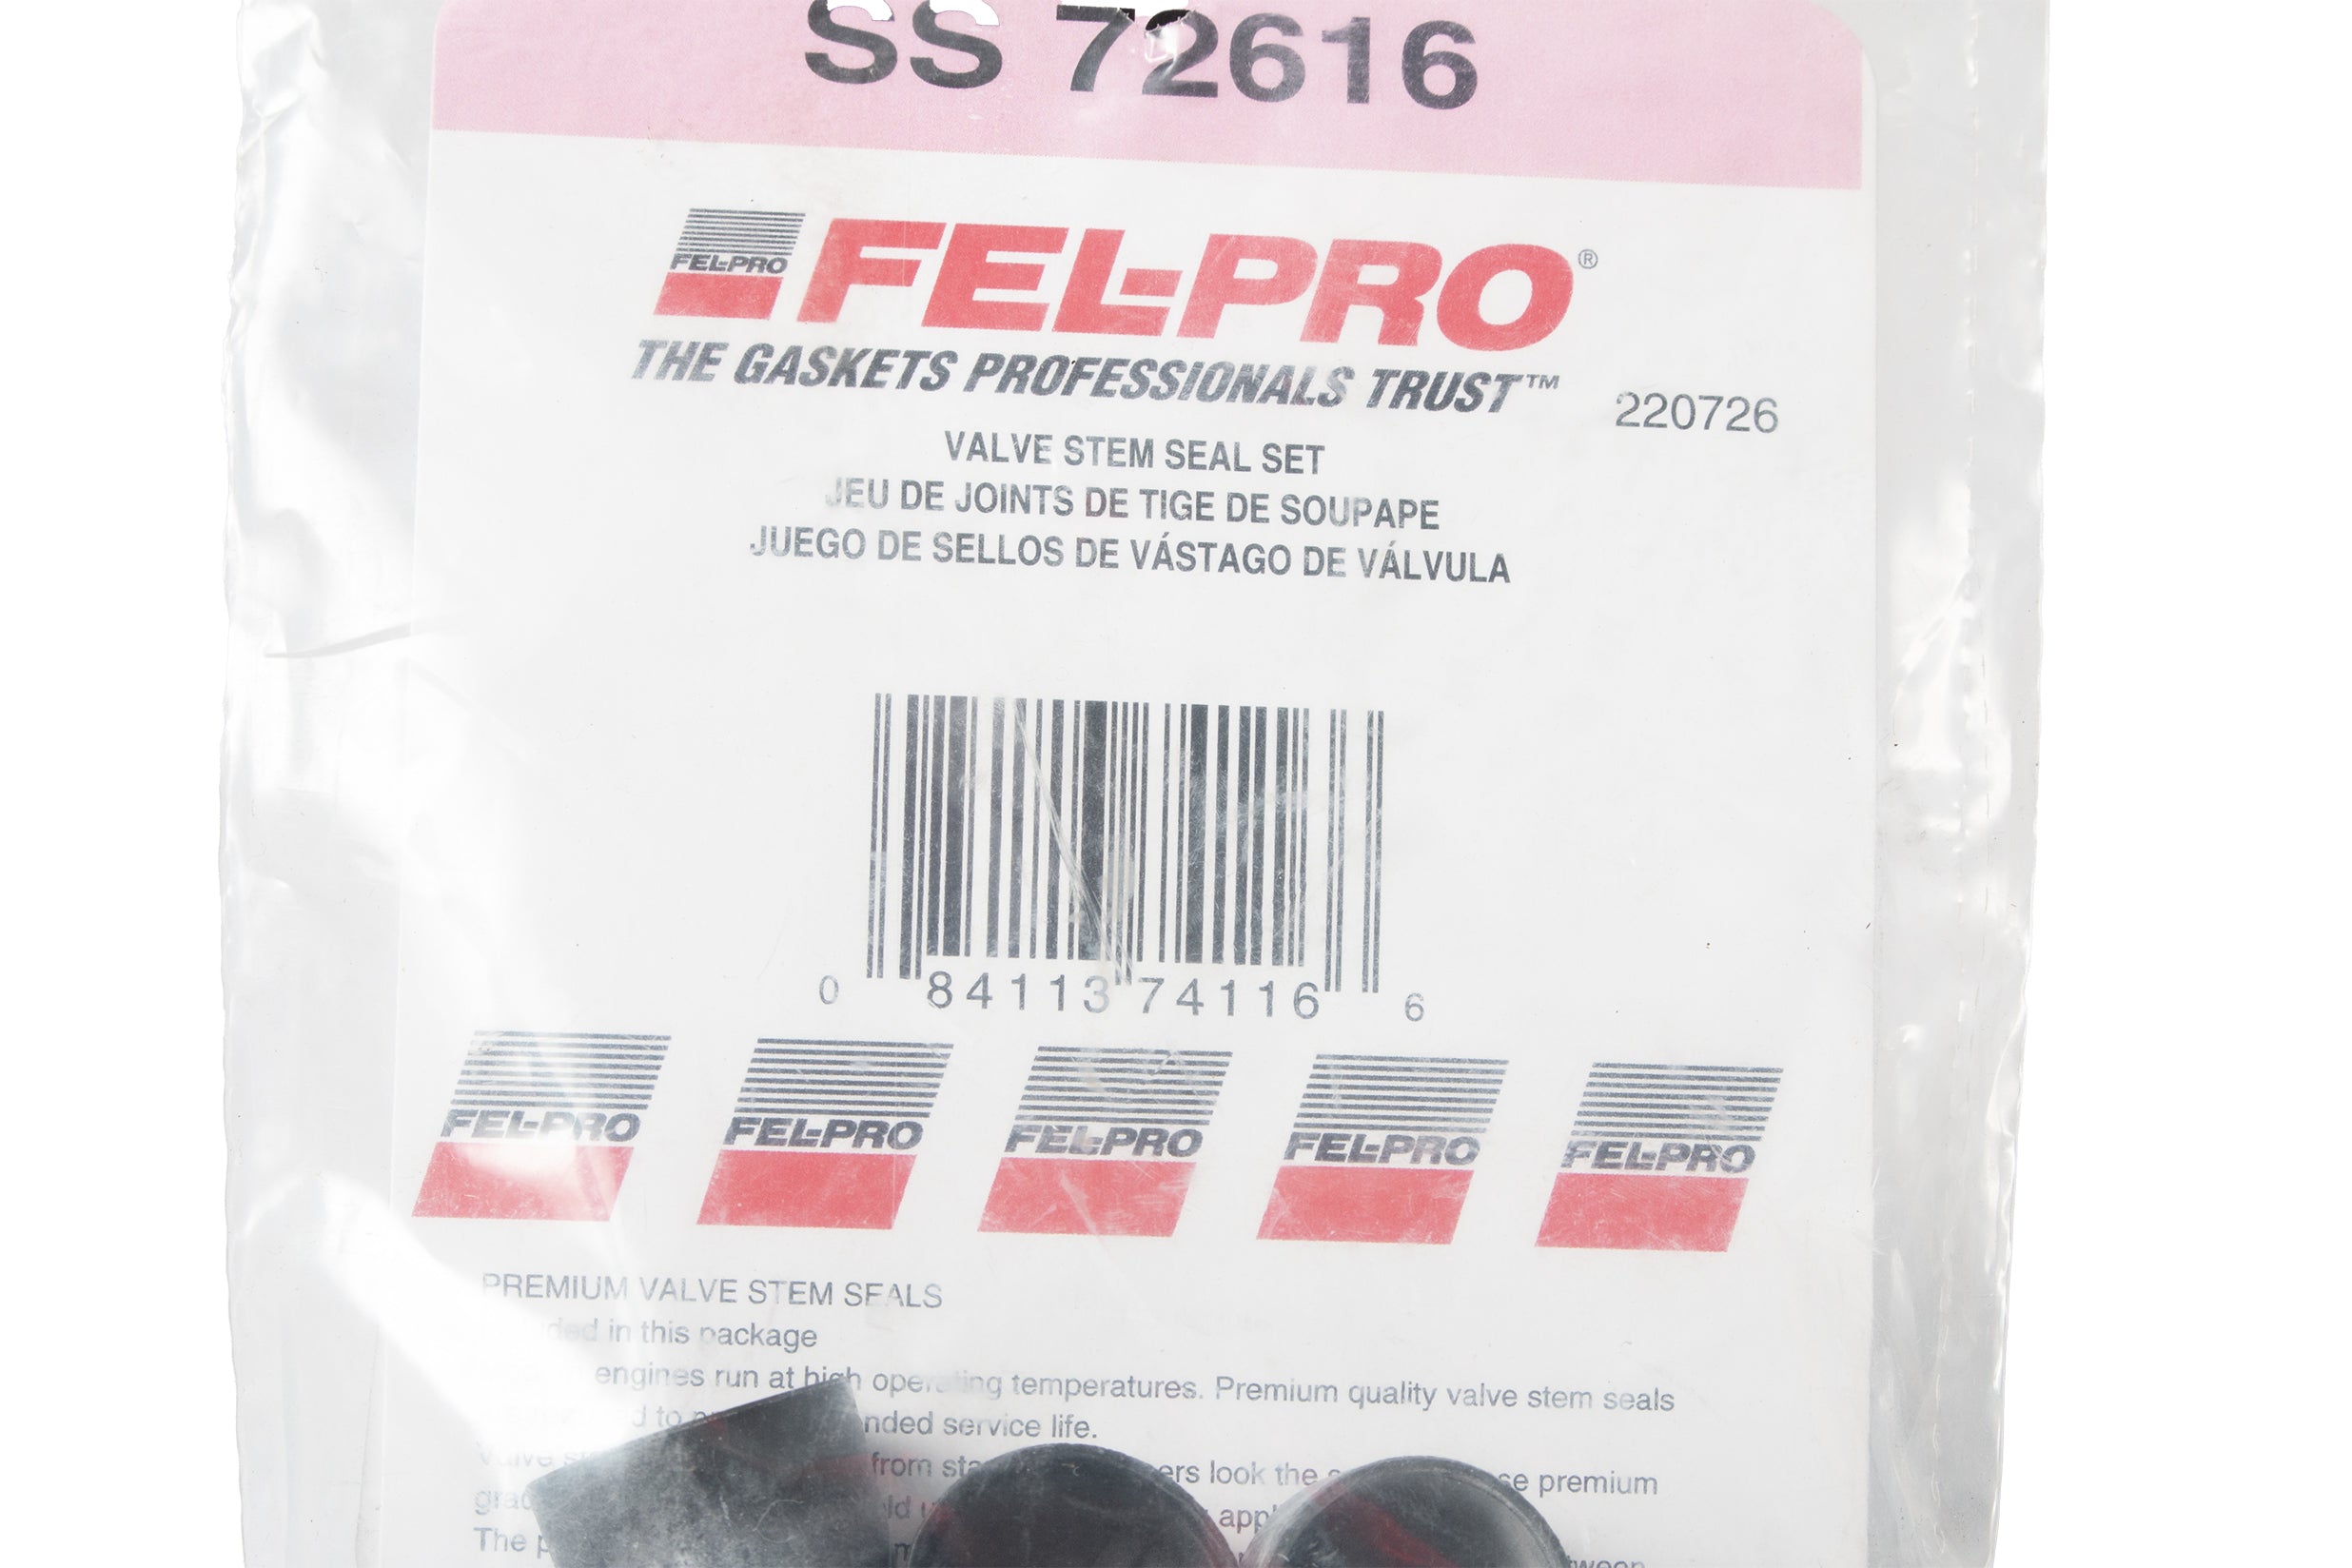 SS 72616
FEL-PRO
FEL-PRO®
THE GASKETS PROFESSIONALS TRUST™
220726
VALVE STEM SEAL SET
JEU DE JOINTS DE TIGE DE SOUPAPE
JUEGO DE SELLOS DE VÁSTAGO DE VÁLVULA
0 84113 74116 6
FEL-PRO FEL-PRO FEL-PRO FEL-PRO FEL-PRO
PREMIUM VALVE STEM SEALS
in this package
engines run at high operating temperatures. Premium quality valve stem seals
to service life.
from look the premium
The